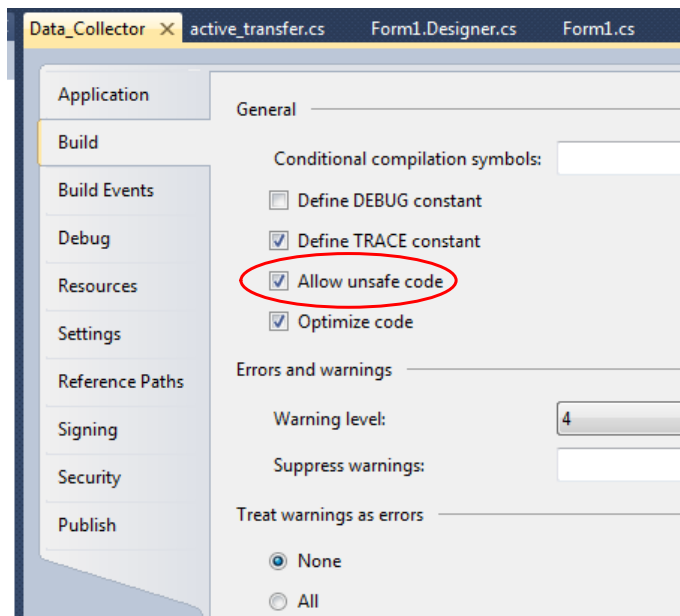 Data_Collector active_transfer.cs Form1.Designer.cs Form1.cs
Application
Build
Build Events
Debug
Resources
Settings
Reference Paths
Signing
Security
Publish
General
Conditional compilation symbols:
Define DEBUG constant
Define TRACE constant
Allow unsafe code
Optimize code
Errors and warnings
Warning level: 4
Suppress warnings:
Treat warnings as errors
None
All